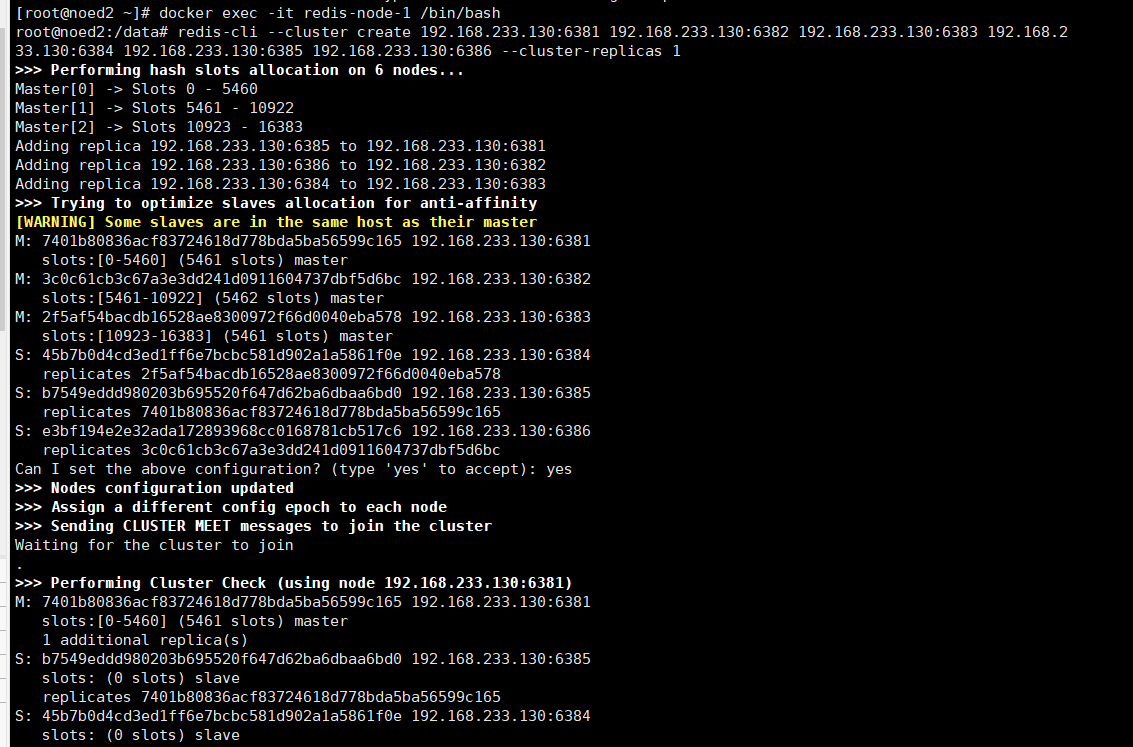 [root@noed2 ~]# docker exec -it redis-node-1 /bin/bash
root@noed2:/data# redis-cli --cluster create 192.168.233.130:6381 192.168.233.130:6382 192.168.233.130:6383 192.168.2
33.130:6384 192.168.233.130:6385 192.168.233.130:6386 --cluster-replicas 1
>>> Performing hash slots allocation on 6 nodes...
Master[0] -> Slots 0 - 5460
Master[1] -> Slots 5461 - 10922
Master[2] -> Slots 10923 - 16383
Adding replica 192.168.233.130:6385 to 192.168.233.130:6381
Adding replica 192.168.233.130:6386 to 192.168.233.130:6382
Adding replica 192.168.233.130:6384 to 192.168.233.130:6383
>>> Trying to optimize slaves allocation for anti-affinity
[WARNING] Some slaves are in the same host as their master
M: 7401b80836acf83724618d778bda5ba56599c165 192.168.233.130:6381
   slots:[0-5460] (5461 slots) master
M: 3c0c61cb3c67a3e3dd241d0911604737dbf5d6bc 192.168.233.130:6382
   slots:[5461-10922] (5462 slots) master
M: 2f5af54bacdb16528ae8300972f66d0040eba578 192.168.233.130:6383
   slots:[10923-16383] (5461 slots) master
S: 45b7b0d4cd3ed1ff6e7bcbc581d902a1a5861f0e 192.168.233.130:6384
   replicates 2f5af54bacdb16528ae8300972f66d0040eba578
S: b7549eddd980203b695520f647d62ba6dbaa6bd0 192.168.233.130:6385
   replicates 7401b80836acf83724618d778bda5ba56599c165
S: e3bf194e2e32ada172893968cc0168781cb517c6 192.168.233.130:6386
   replicates 3c0c61cb3c67a3e3dd241d0911604737dbf5d6bc
Can I set the above configuration? (type 'yes' to accept): yes
>>> Nodes configuration updated
>>> Assign a different config epoch to each node
>>> Sending CLUSTER MEET messages to join the cluster
Waiting for the cluster to join
.
>>> Performing Cluster Check (using node 192.168.233.130:6381)
M: 7401b80836acf83724618d778bda5ba56599c165 192.168.233.130:6381
   slots:[0-5460] (5461 slots) master
   1 additional replica(s)
S: b7549eddd980203b695520f647d62ba6dbaa6bd0 192.168.233.130:6385
   slots: (0 slots) slave
   replicates 7401b80836acf83724618d778bda5ba56599c165
S: 45b7b0d4cd3ed1ff6e7bcbc581d902a1a5861f0e 192.168.233.130:6384
   slots: (0 slots) slave